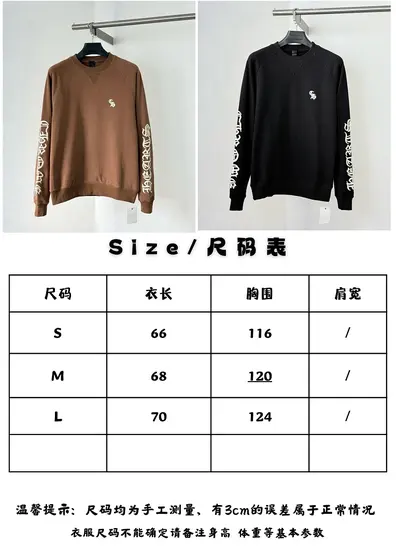 Size/尺码表
尺码 衣长 胸围 肩宽
S 66 116 /
M 68 120 /
L 70 124 /
温馨提示：尺码均为手工测量、有3cm的误差属于正常情况
衣服尺码不能确定请备注身高 体重等基本参数